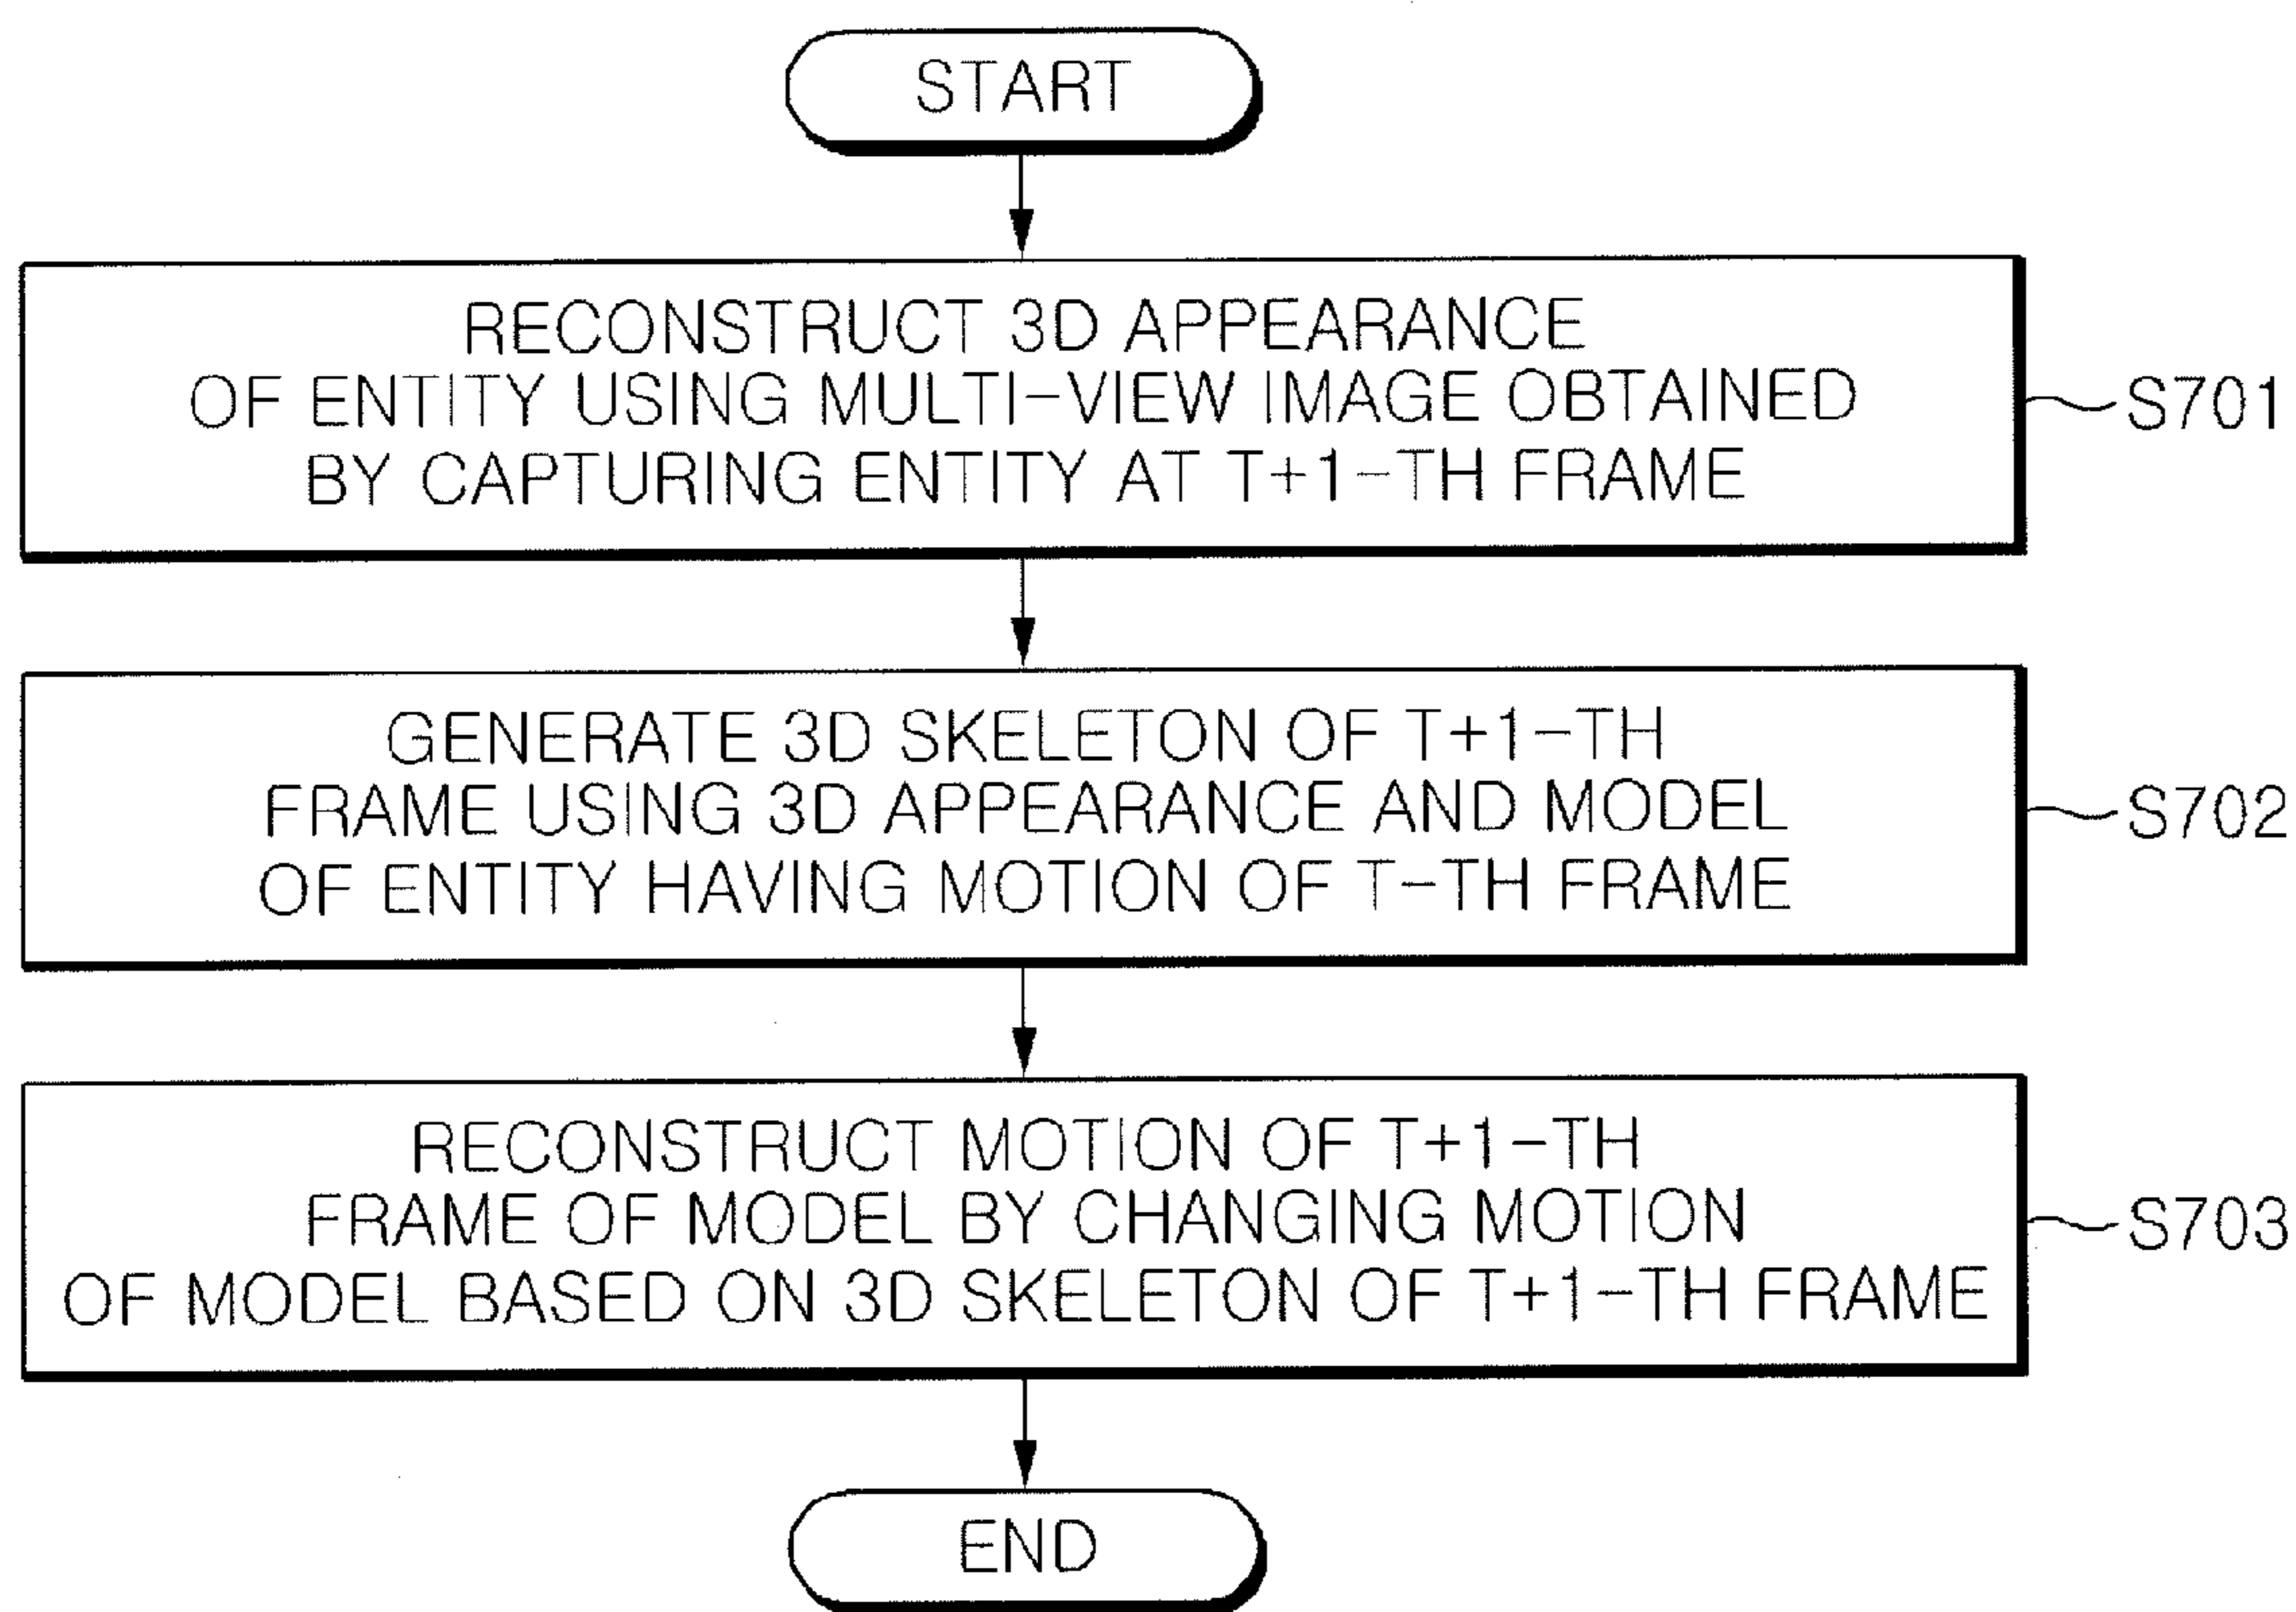 START
RECONSTRUCT 3D APPEARANCE
OF ENTITY USING MULTI-VIEW IMAGE OBTAINED
BY CAPTURING ENTITY AT T+1-TH FRAME
S701
GENERATE 3D SKELETON OF T+1-TH
FRAME USING 3D APPEARANCE AND MODEL
OF ENTITY HAVING MOTION OF T-TH FRAME
S702
RECONSTRUCT MOTION OF T+1-TH
FRAME OF MODEL BY CHANGING MOTION
OF MODEL BASED ON 3D SKELETON OF T+1-TH FRAME
S703
END